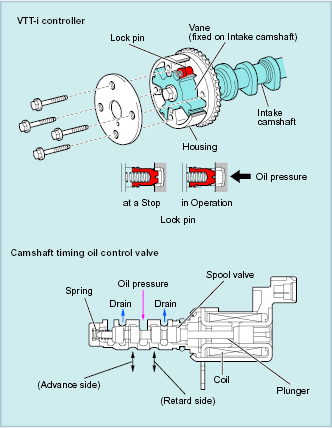 VTT-i controller
Lock pin
Vane
(fixed on Intake camshaft)
Intake
camshaft
Housing
Oil pressure
at a Stop
in Operation
Lock pin
Camshaft timing oil control valve
Spool valve
Oil pressure
Drain
Drain
Spring
Coil
Plunger
(Advance side)
(Retard side)